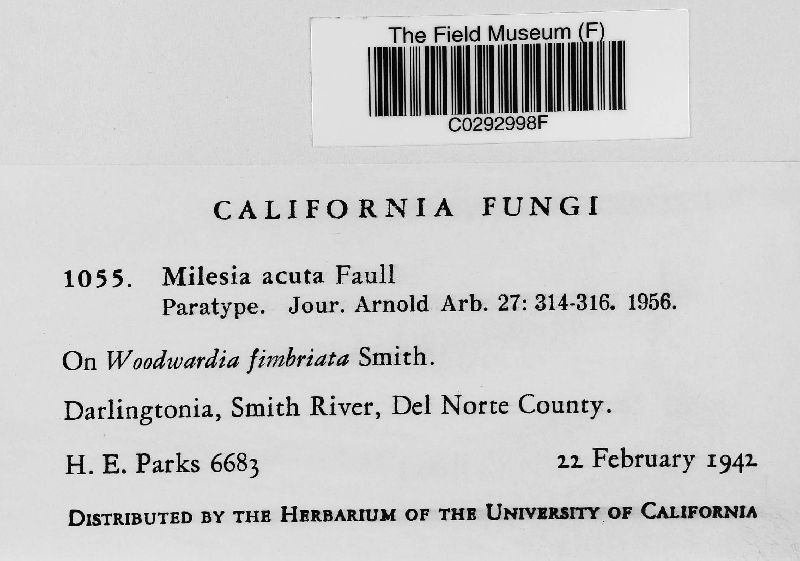 The Field Museum (F)
C0292998F
CALIFORNIA FUNGI
1055. Milesia acuta Faull
Paratype. Jour. Arnold Arb. 27: 314-316. 1956.
On Woodwardia fimbriata Smith.
Darlingtonia, Smith River, Del Norte County.
H. E. Parks 6683 22 February 1942
DISTRIBUTED BY THE HERBARIUM OF THE UNIVERSITY OF CALIFORNIA